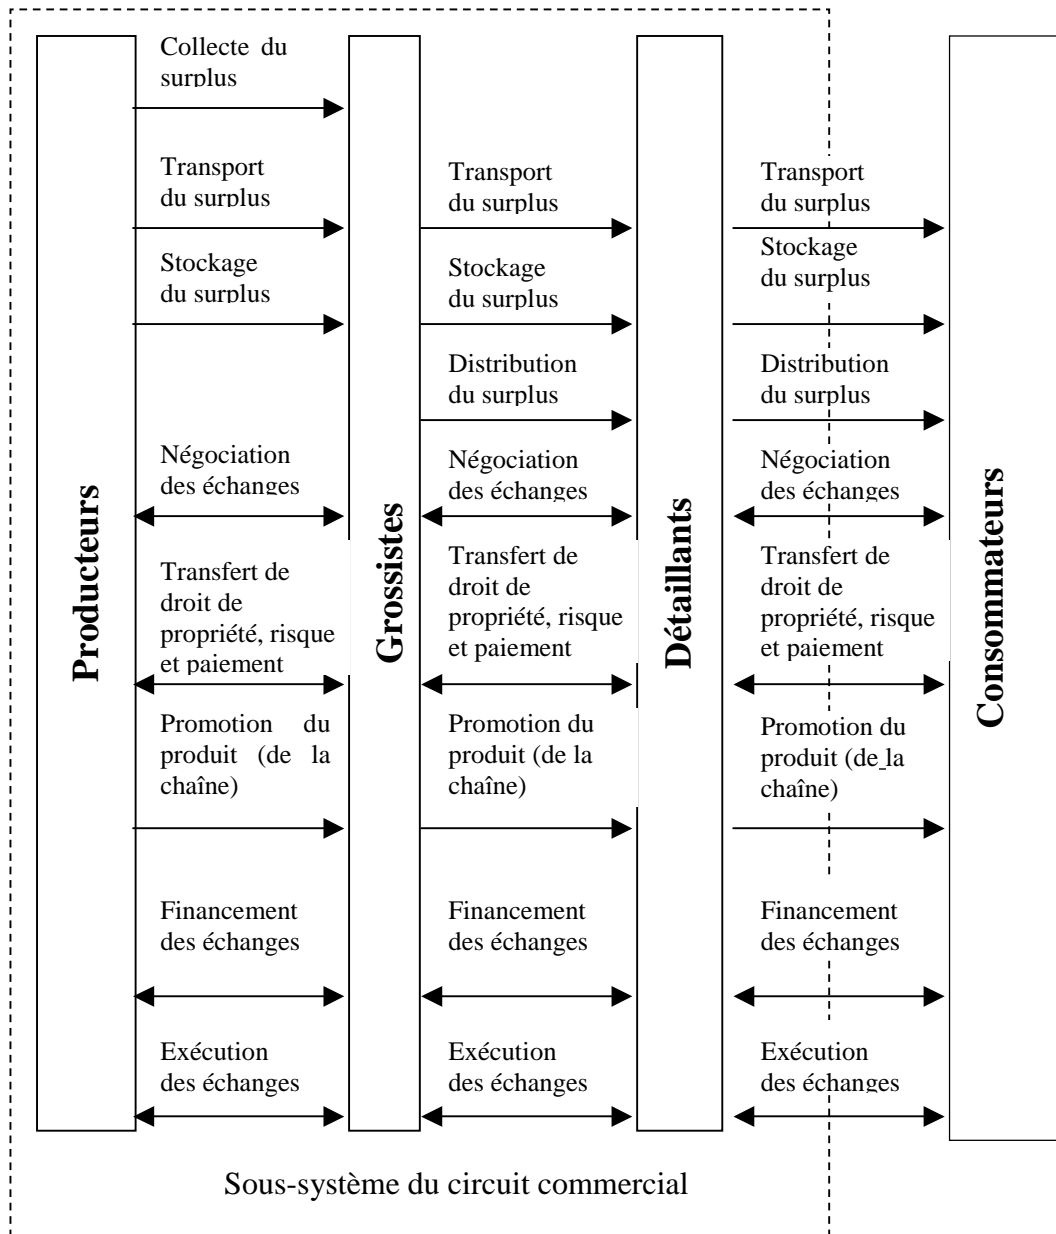 Collecte du
surplus
Transport
du surplus
Stockage
du surplus
Négociation
des échanges
Transfert de
droit de
propriété, risque
et paiement
Promotion du
produit (de la
chaîne)
Financement
des échanges
Exécution
des échanges
Transport
du surplus
Stockage
du surplus
Distribution
du surplus
Négociation
des échanges
Transfert de
droit de
propriété, risque
et paiement
Promotion du
produit (de la
chaîne)
Financement
des échanges
Exécution
des échanges
Transport
du surplus
Stockage
du surplus
Distribution
du surplus
Négociation
des échanges
Transfert de
droit de
propriété, risque
et paiement
Promotion du
produit (de la
chaîne)
Financement
des échanges
Exécution
des échanges
Producteurs
Grossistes
Détaillants
Consommateurs
Sous-système du circuit commercial